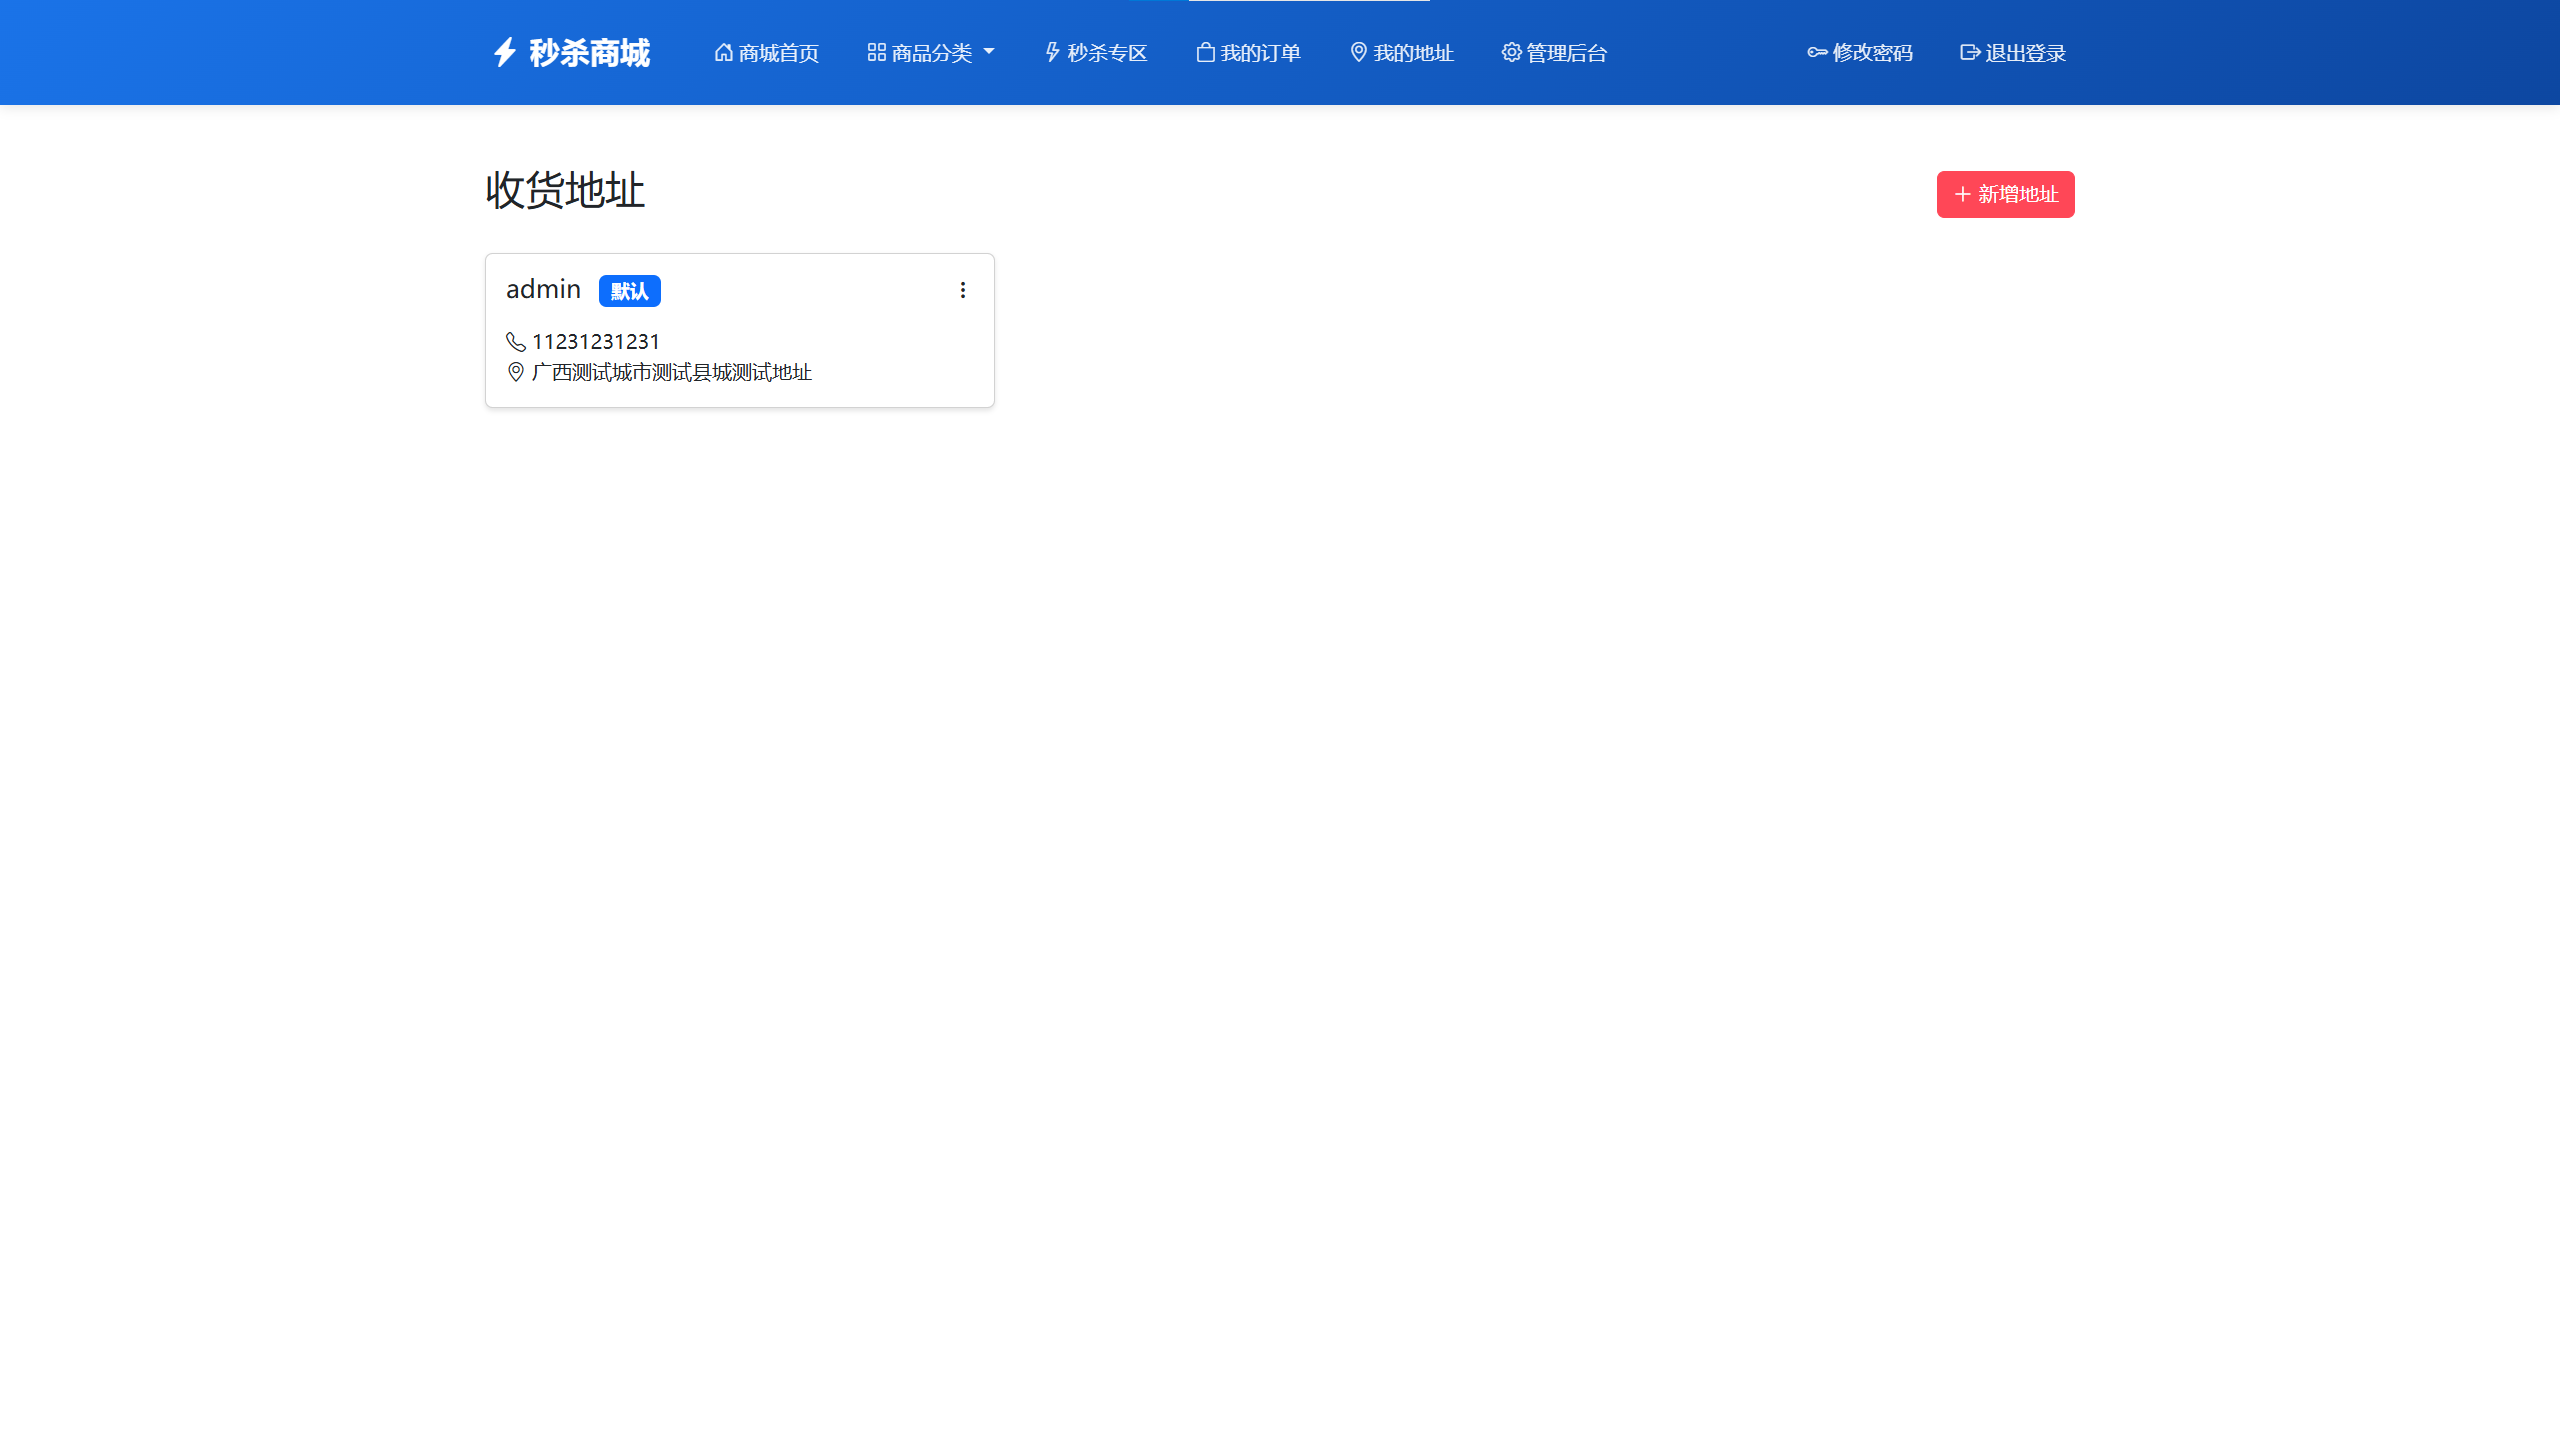 秒杀商城 商城首页 商品分类 秒杀专区 我的订单 我的地址 管理后台 修改密码 退出登录
收货地址 新增地址
admin 默认
11231231231
广西测试城市测试县城测试地址